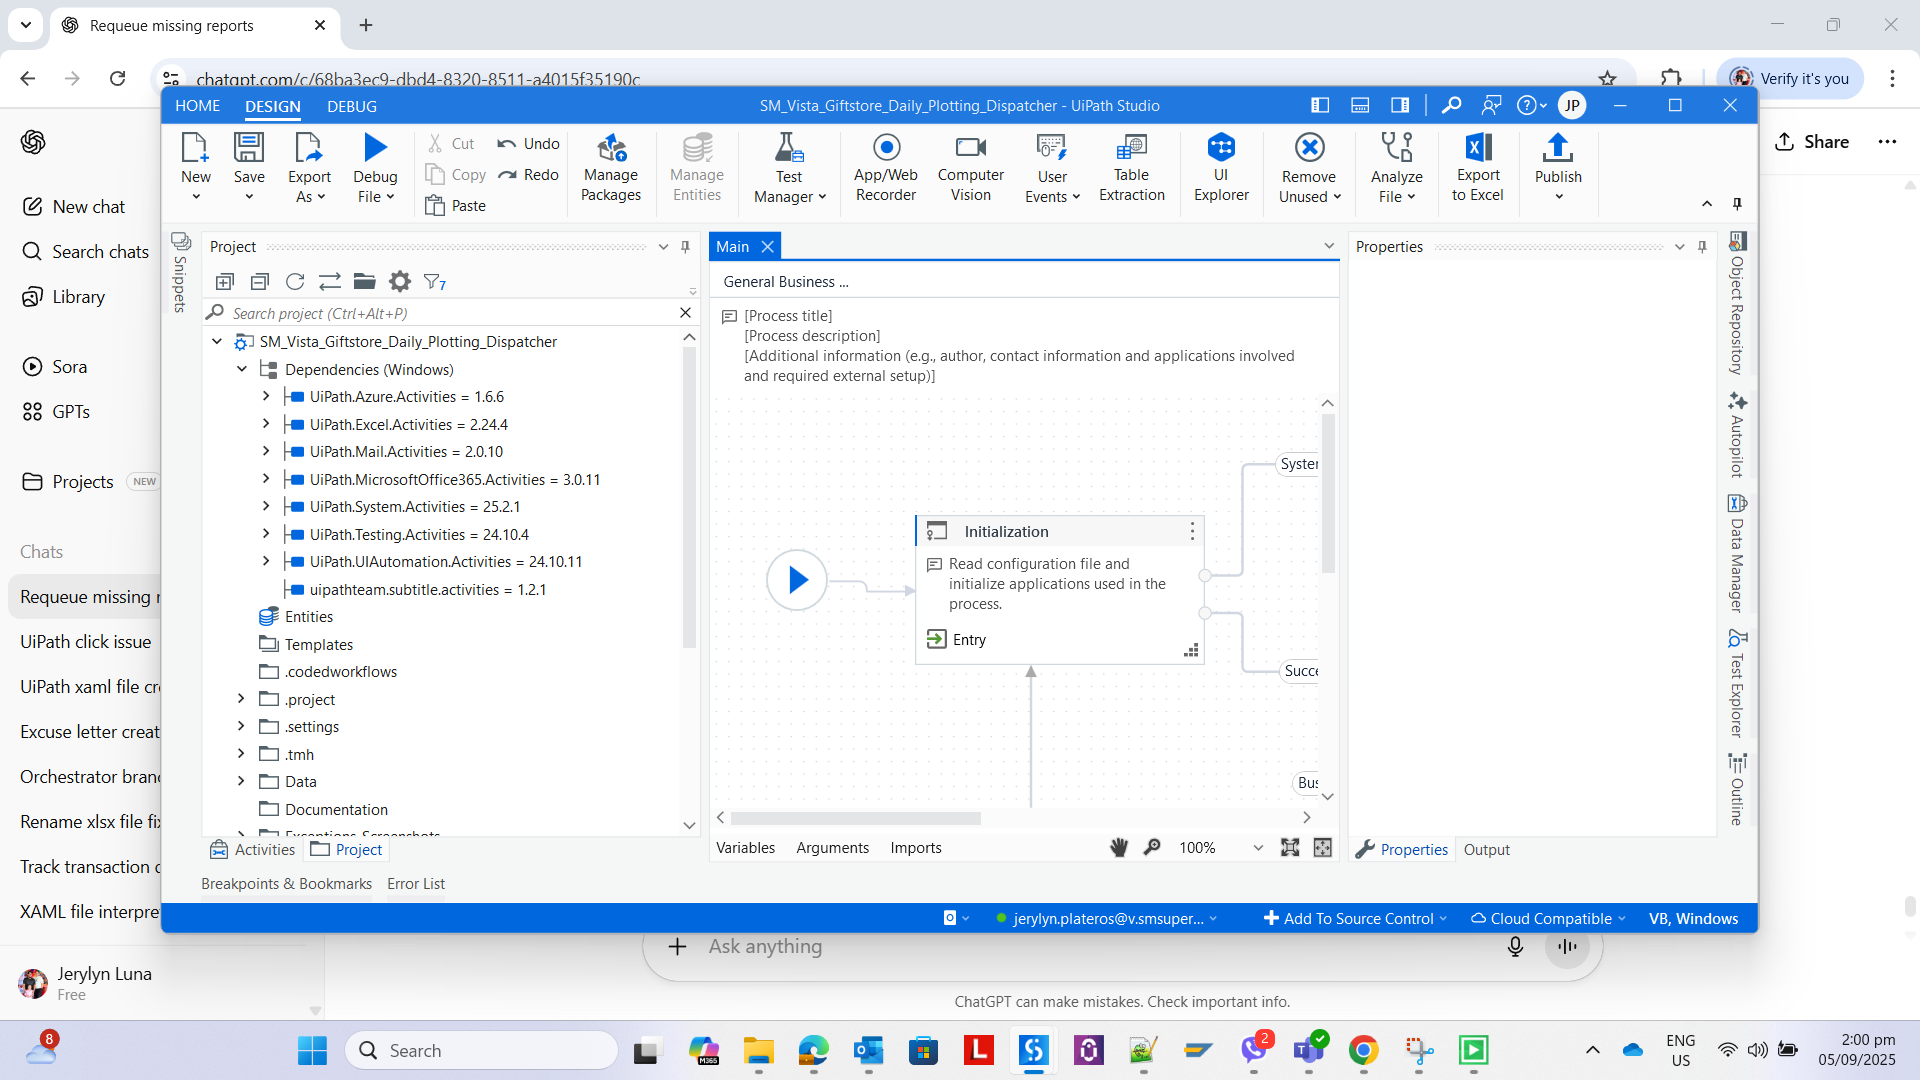 Requeue missing reports
chatgpt.com/c/68ba3ec9-dbd4-8320-8511-a4015f35190c
Verify it's you
HOME
DESIGN
DEBUG
SM_Vista_Giftstore_Daily_Plotting_Dispatcher - UiPath Studio
JP
New
Save
Export
As
Debug
File
Cut
Copy
Paste
Undo
Redo
Manage
Packages
Manage
Entities
Test
Manager
App/Web
Recorder
Computer
Vision
User
Events
Table
Extraction
UI
Explorer
Remove
Unused
Analyze
File
Export
to Excel
Publish
Share
New chat
Search chats
Library
Sora
GPTs
Projects
NEW
Chats
Requeue missing r
UiPath click issue
UiPath xaml file cr
Excuse letter creat
Orchestrator bran
Rename xlsx file fi
Track transaction
XAML file interpre
Jerylyn Luna
Free
Snippets
Project
7
Search project (Ctrl+Alt+P)
SM_Vista_Giftstore_Daily_Plotting_Dispatcher
Dependencies (Windows)
UiPath.Azure.Activities = 1.6.6
UiPath.Excel.Activities = 2.24.4
UiPath.Mail.Activities = 2.0.10
UiPath.MicrosoftOffice365.Activities = 3.0.11
UiPath.System.Activities = 25.2.1
UiPath.Testing.Activities = 24.10.4
UiPath.UIAutomation.Activities = 24.10.11
uipathteam.subtitle.activities = 1.2.1
Entities
Templates
.codedworkflows
.project
.settings
.tmh
Data
Documentation
Exceptions_Screenshots
Activities
Project
Breakpoints & Bookmarks
Error List
Main
General Business ...
[Process title]
[Process description]
[Additional information (e.g., author, contact information and applications involved
and required external setup)]
Initialization
Read configuration file and
initialize applications used in the
process.
Entry
Syster
Succe
Bus
Variables
Arguments
Imports
100%
Properties
Properties
Output
Object Repository
Autopilot
Data Manager
Test Explorer
Outline
jerylyn.plateros@v.smsuper...
Add To Source Control
Cloud Compatible
VB, Windows
Ask anything
ChatGPT can make mistakes. Check important info.
8
Search
M365
L
2
ENG
US
2:00 pm
05/09/2025